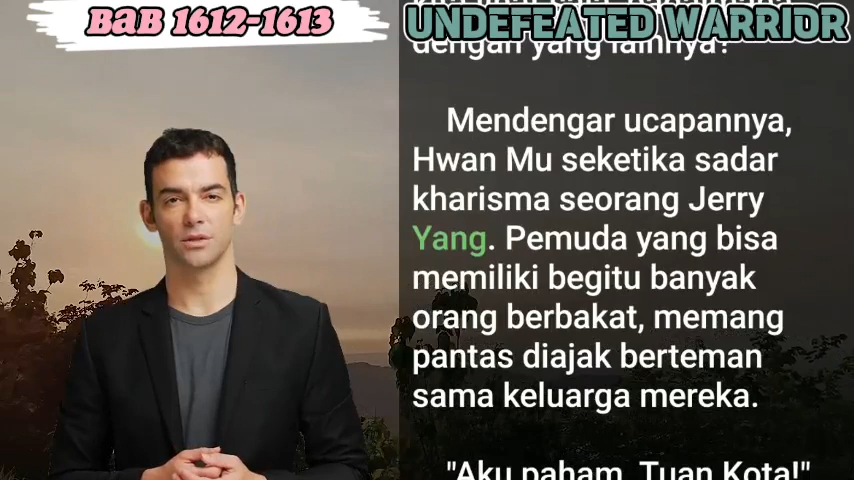 BAB 1612-1613
UNDEFEATED WARRIOR
dengan yang lainnya?
Mendengar ucapannya,
Hwan Mu seketika sadar
kharisma seorang Jerry
Yang. Pemuda yang bisa
memiliki begitu banyak
orang berbakat, memang
pantas diajak berteman
sama keluarga mereka.
"Aku paham, Tuan Kota!"